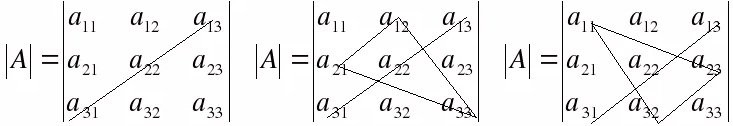 |A| = | a₁₁ a₁₂ a₁₃ | |A| = | a₁₁ a₁₂ a₁₃ | |A| = | a₁₁ a₁₂ a₁₃ |
a₂₁ a₂₂ a₂₃ a₂₁ a₂₂ a₂₃ a₂₁ a₂₂ a₂₃
a₃₁ a₃₂ a₃₃ a₃₁ a₃₂ a₃₃ a₃₁ a₃₂ a₃₃